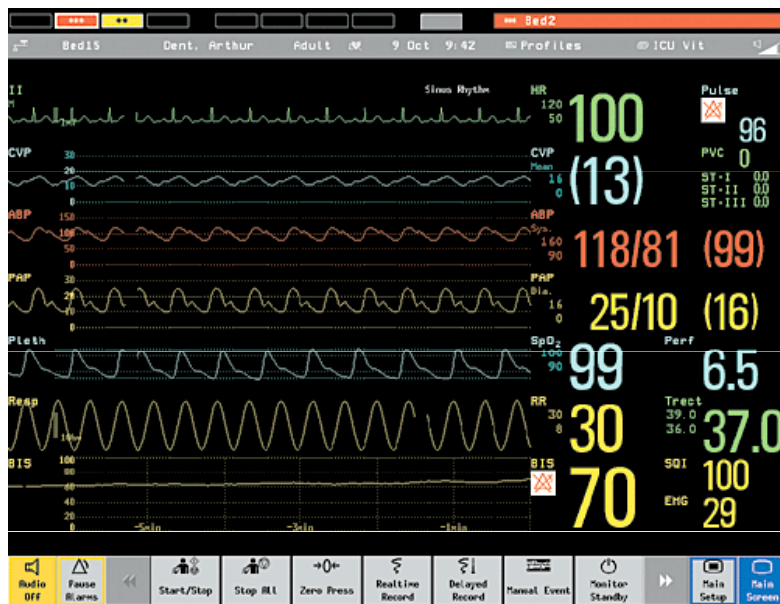 *** ** *** Bed2
Bed15 Dent, Arthur Adult 9 Oct 9:42 Profiles ICU Vit
II Sinus Rhythm HR Pulse
M 120
1mV 50 100 96
CVP 30 CVP PVC 0
20 Mean
10 16 (13) ST-I 0.0
0 0 ST-II 0.0
ST-III 0.0
ABP 150 ABP
100 Sys.
50 160 118/81 (99)
0 90
PAP 30 PAP
20 Dia.
10 16 25/10 (16)
0 0
Pleth SpO₂ Perf
100
90 99 6.5
Resp RR Trect
30 39.0
8 30 36.0 37.0
BIS 100 BIS SQI
80 100
60 70
40 EMG
20 29
0 -5min -3min -1min
Audio Off
Pause Alarms
Start/Stop
Stop All
→0← Zero Press
Realtime Record
Delayed Record
Manual Event
Monitor Standby
Main Setup
Main Screen